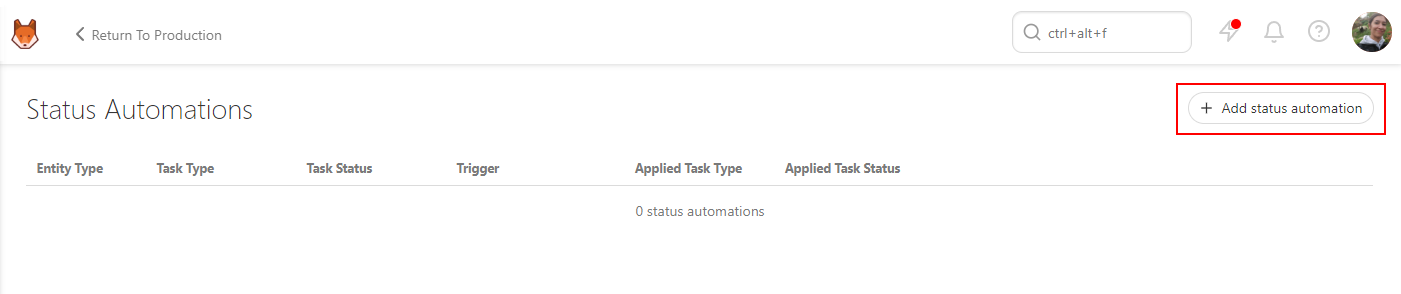 Return To Production
ctrl+alt+f
Status Automations
+ Add status automation
Entity Type Task Type Task Status Trigger Applied Task Type Applied Task Status
0 status automations